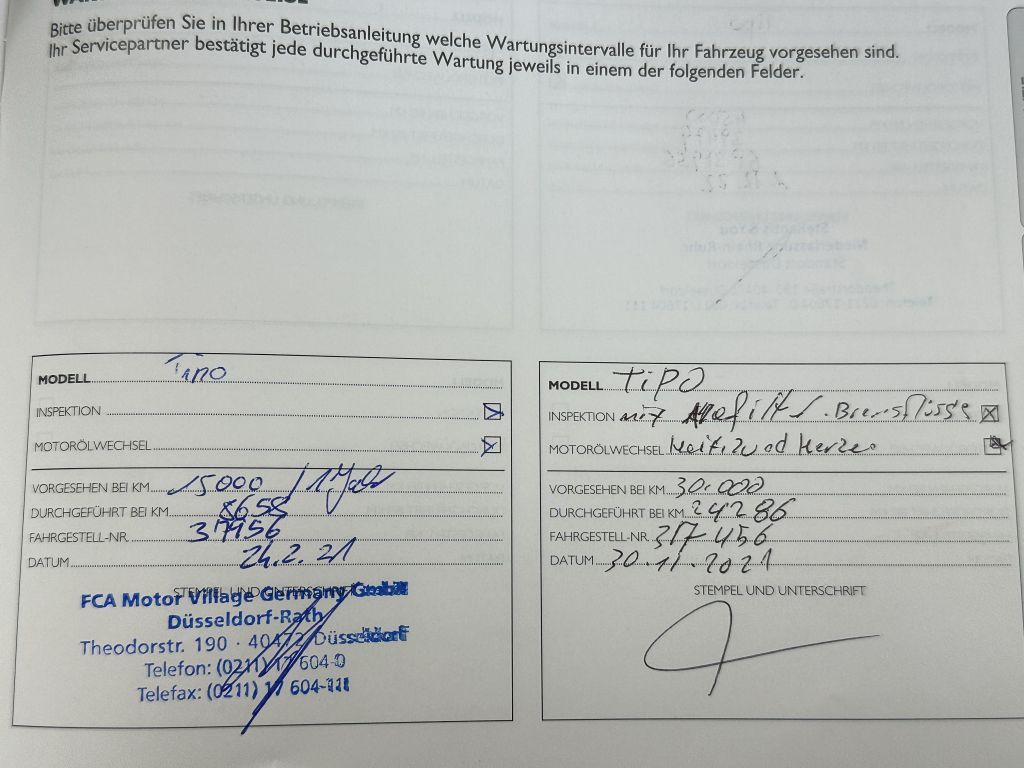 Bitte überprüfen Sie in Ihrer Betriebsanleitung welche Wartungsintervalle für Ihr Fahrzeug vorgesehen sind.
Ihr Servicepartner bestätigt jede durchgeführte Wartung jeweils in einem der folgenden Felder.
MODELL Tipo
INSPEKTION
MOTORÖLWECHSEL
VORGESEHEN BEI KM 15000 / 1 Jahr
DURCHGEFÜHRT BEI KM 8658
FAHRGESTELL-NR.
DATUM 24.2.21
STEMPEL UND UNTERSCHRIFT
FCA Motor Village Germany GmbH
Düsseldorf-Rath
Theodorstr. 190 · 40472 Düsseldorf
Telefon: (0211) 17 604-0
Telefax: (0211) 17 604-111
MODELL TIPO
INSPEKTION mit
MOTORÖLWECHSEL
VORGESEHEN BEI KM 30.000
DURCHGEFÜHRT BEI KM 24286
FAHRGESTELL-NR. 317456
DATUM 30.11.2021
STEMPEL UND UNTERSCHRIFT